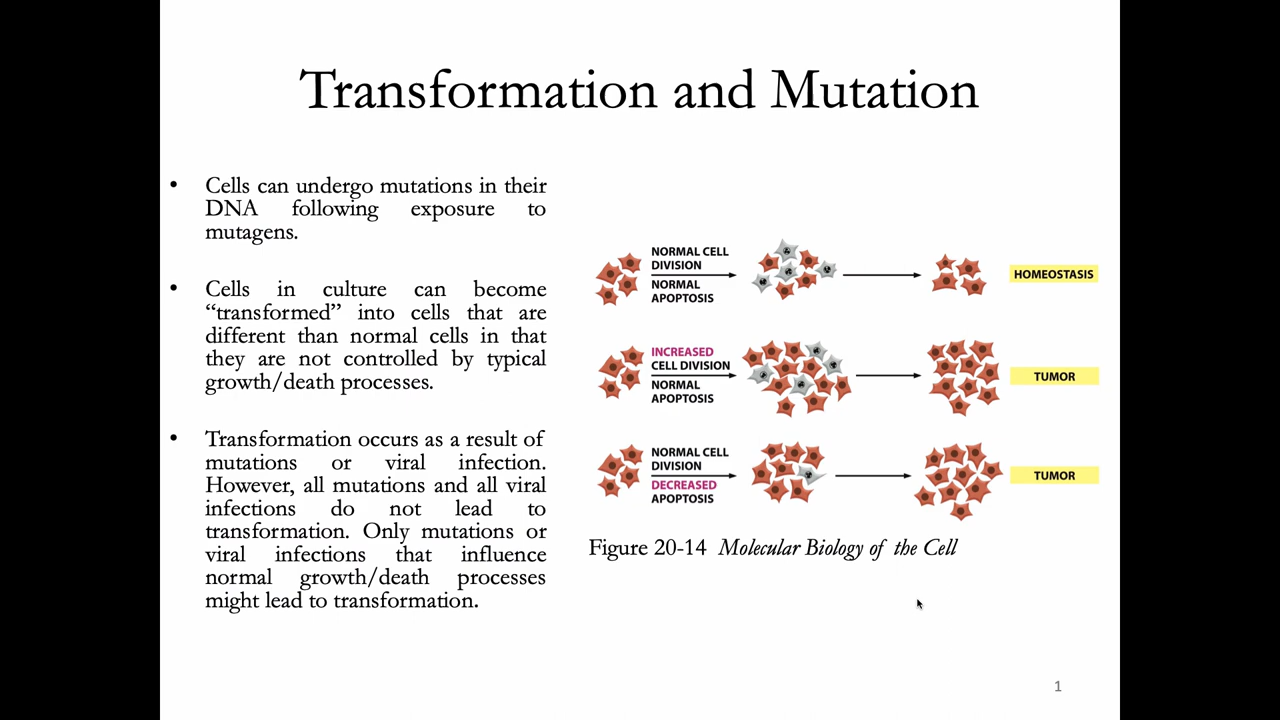 Transformation and Mutation
• Cells can undergo mutations in their
DNA following exposure to
mutagens.
• Cells in culture can become
“transformed” into cells that are
different than normal cells in that
they are not controlled by typical
growth/death processes.
• Transformation occurs as a result of
mutations or viral infection.
However, all mutations and all viral
infections do not lead to
transformation. Only mutations or
viral infections that influence
normal growth/death processes
might lead to transformation.
NORMAL CELL
DIVISION
NORMAL
APOPTOSIS
HOMEOSTASIS
INCREASED
CELL DIVISION
NORMAL
APOPTOSIS
TUMOR
NORMAL CELL
DIVISION
DECREASED
APOPTOSIS
TUMOR
Figure 20-14 Molecular Biology of the Cell
1